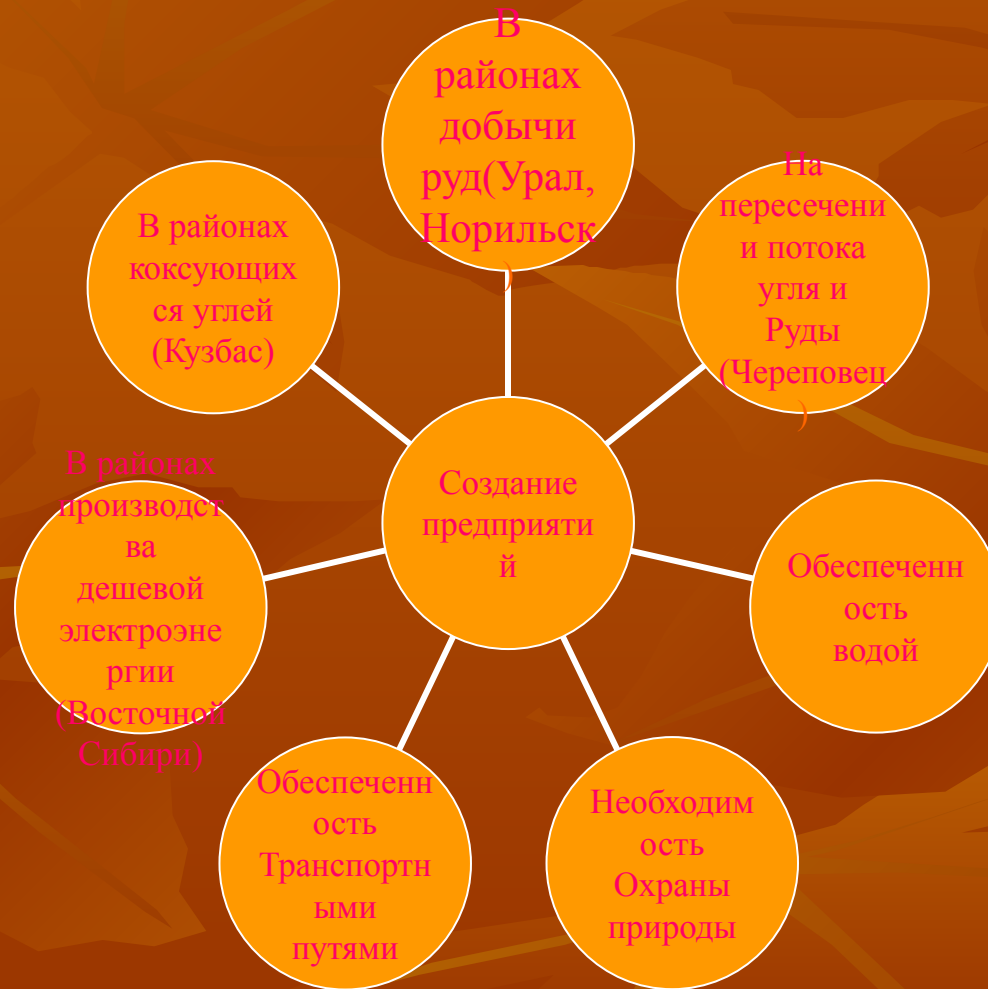 В
районах
добычи
руд(Урал,
Норильск
)
На
пересечени
и потока
угля и
Руды
(Череповец
)
Обеспеченн
ость
водой
Необходим
ость
Охраны
природы
Обеспеченн
ость
Транспортн
ыми
путями
В районах
производст
ва
дешевой
электроэне
ргии
(Восточной
Сибири)
В районах
коксующих
ся углей
(Кузбас)
Создание
предприяти
й